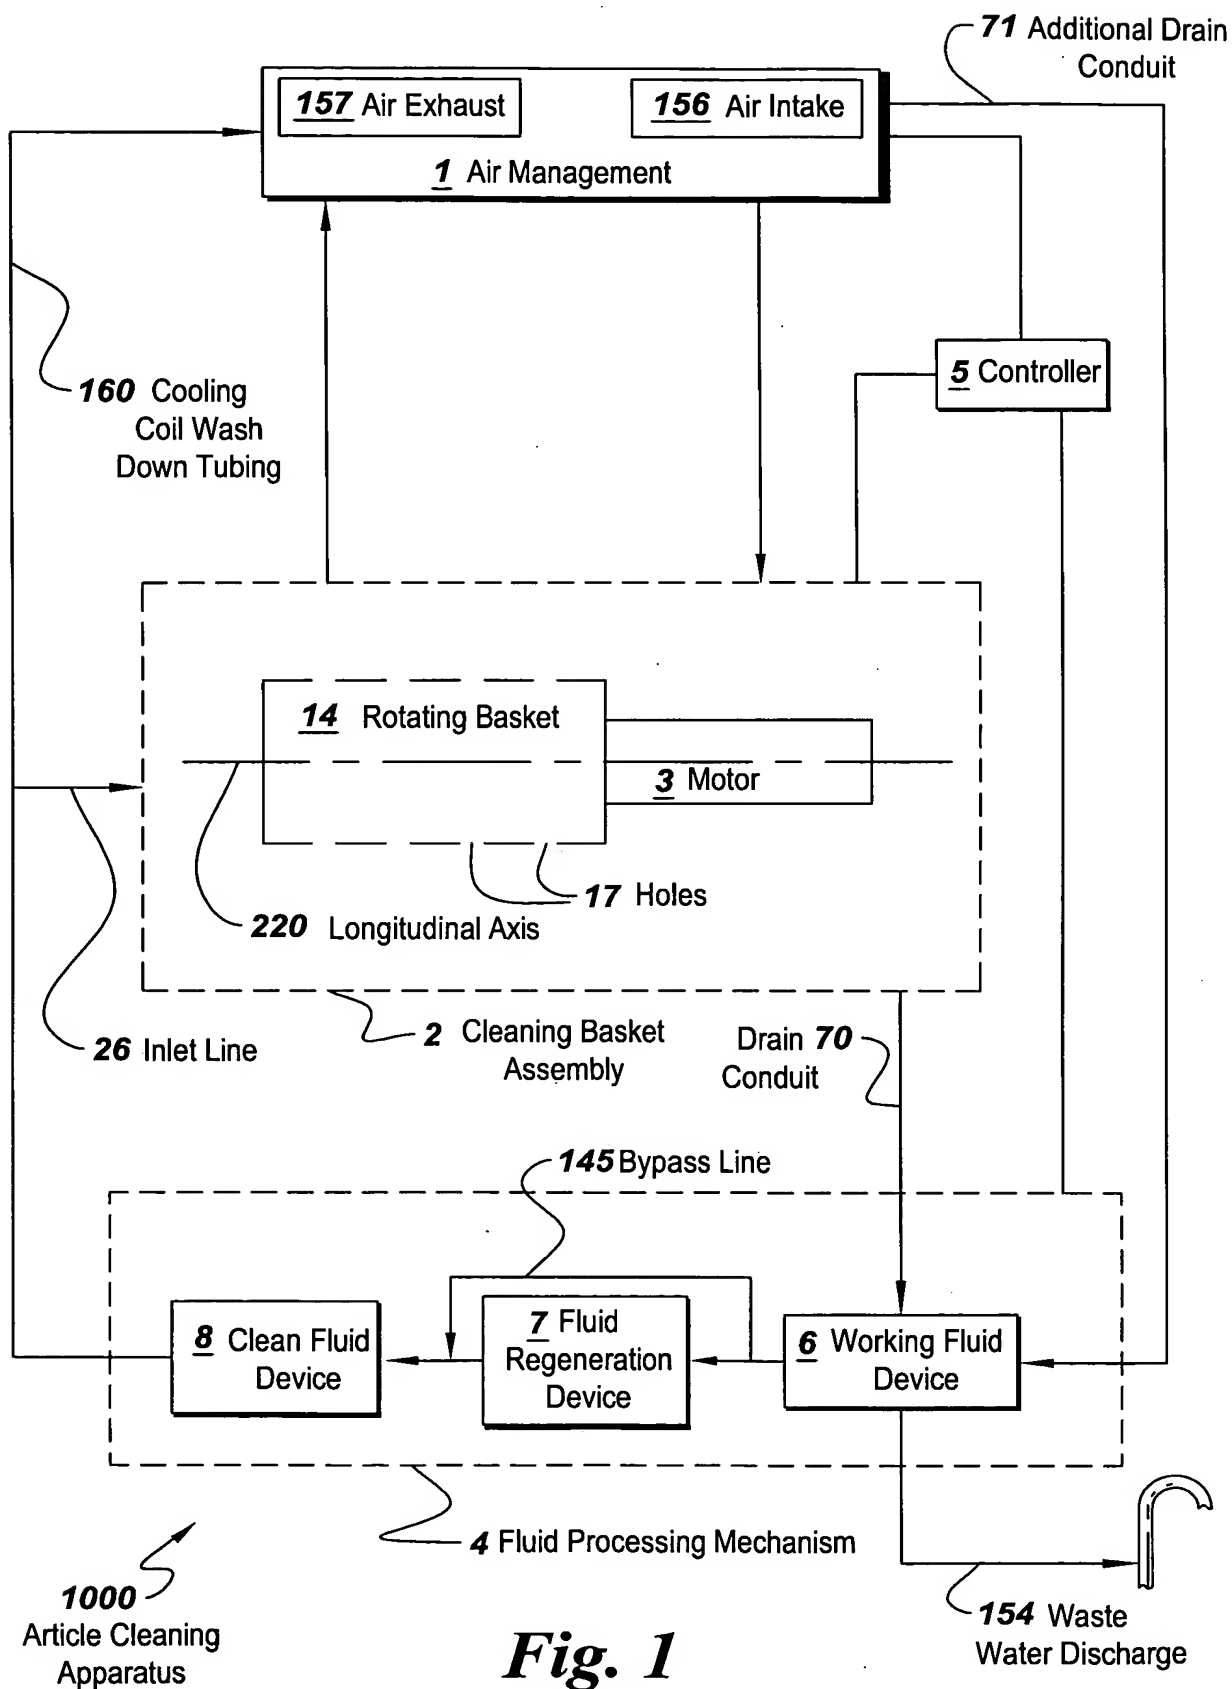 71 Additional Drain
Conduit
157 Air Exhaust
156 Air Intake
1 Air Management
5 Controller
160 Cooling
Coil Wash
Down Tubing
14 Rotating Basket
3 Motor
17 Holes
220 Longitudinal Axis
26 Inlet Line
2 Cleaning Basket
Assembly
Drain 70
Conduit
145 Bypass Line
8 Clean Fluid
Device
7 Fluid
Regeneration
Device
6 Working Fluid
Device
4 Fluid Processing Mechanism
1000
Article Cleaning
Apparatus
154 Waste
Water Discharge
Fig. 1